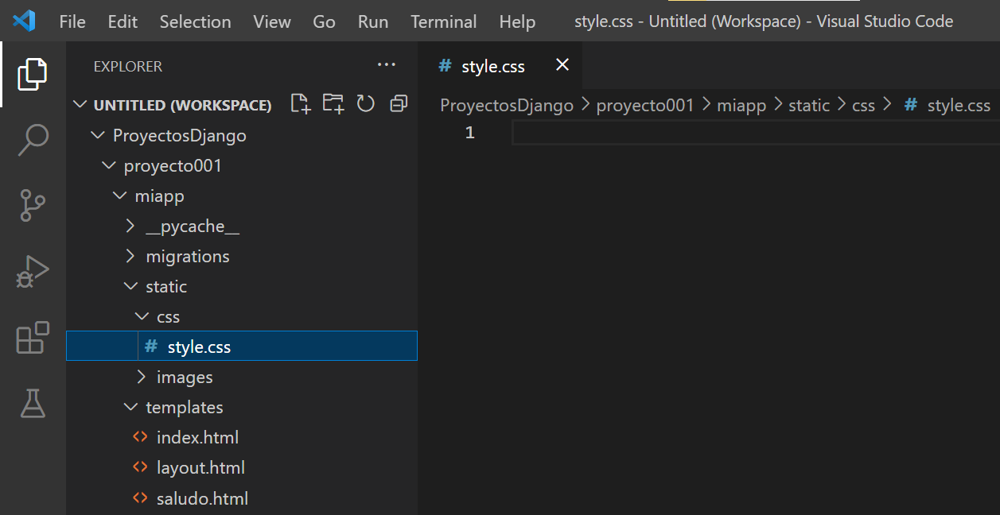 File Edit Selection View Go Run Terminal Help style.css - Untitled (Workspace) - Visual Studio Code
EXPLORER ...
UNTITLED (WORKSPACE)
ProyectosDjango
proyecto001
miapp
__pycache__
migrations
static
css
# style.css
images
templates
<> index.html
<> layout.html
<> saludo.html
# style.css
ProyectosDjango > proyecto001 > miapp > static > css > # style.css
1